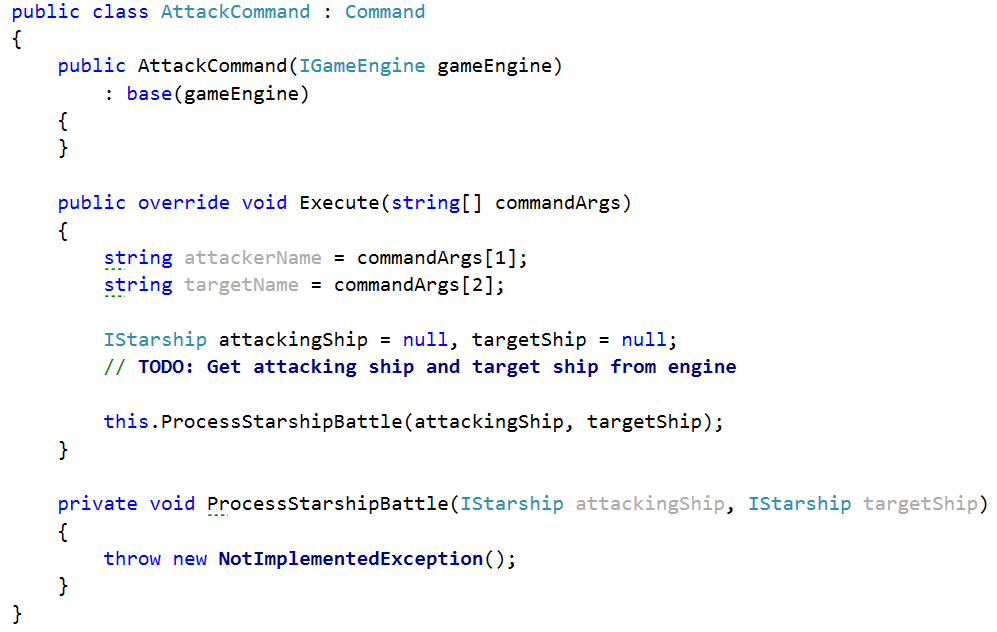 public class AttackCommand : Command
{
    public AttackCommand(IGameEngine gameEngine)
        : base(gameEngine)
    {
    }

    public override void Execute(string[] commandArgs)
    {
        string attackerName = commandArgs[1];
        string targetName = commandArgs[2];

        IStarship attackingShip = null, targetShip = null;
        // TODO: Get attacking ship and target ship from engine

        this.ProcessStarshipBattle(attackingShip, targetShip);
    }

    private void ProcessStarshipBattle(IStarship attackingShip, IStarship targetShip)
    {
        throw new NotImplementedException();
    }
}